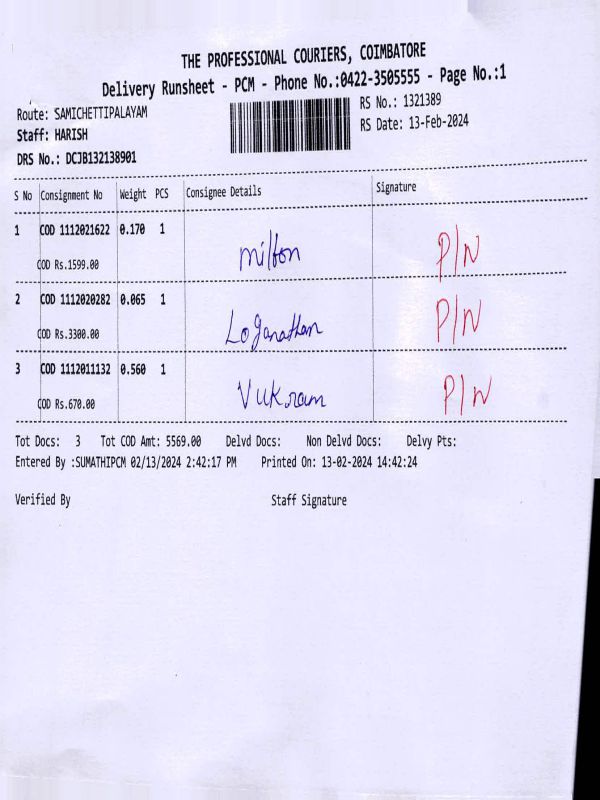 THE PROFESSIONAL COURIERS, COIMBATORE
Delivery Runsheet - PCM - Phone No.:0422-3505555 - Page No.:1
Route: SAMICHETTIPALAYAM
RS No.: 1321389
Staff: HARISH
RS Date: 13-Feb-2024
DRS No.: DCJB132138901
S No Consignment No Weight PCS Consignee Details Signature
1 COD 1112021622 0.170 1 Milton P/N
COD Rs.1599.00
2 COD 1112020282 0.065 1 Loganathan P/N
COD Rs.3300.00
3 COD 1112011132 0.560 1 Vukram P/N
COD Rs.670.00
Tot Docs: 3 Tot COD Amt: 5569.00 Delvd Docs: Non Delvd Docs: Delvy Pts:
Entered By :SUMATHIPCM 02/13/2024 2:42:17 PM Printed On: 13-02-2024 14:42:24
Verified By Staff Signature